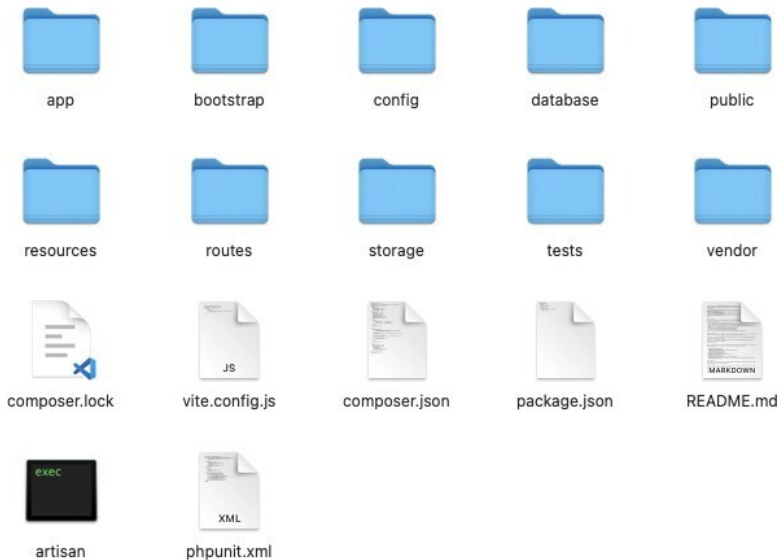 app
bootstrap
config
database
public
resources
routes
storage
tests
vendor
JS
MARKDOWN
composer.lock
vite.config.js
composer.json
package.json
README.md
exec
XML
artisan
phpunit.xml